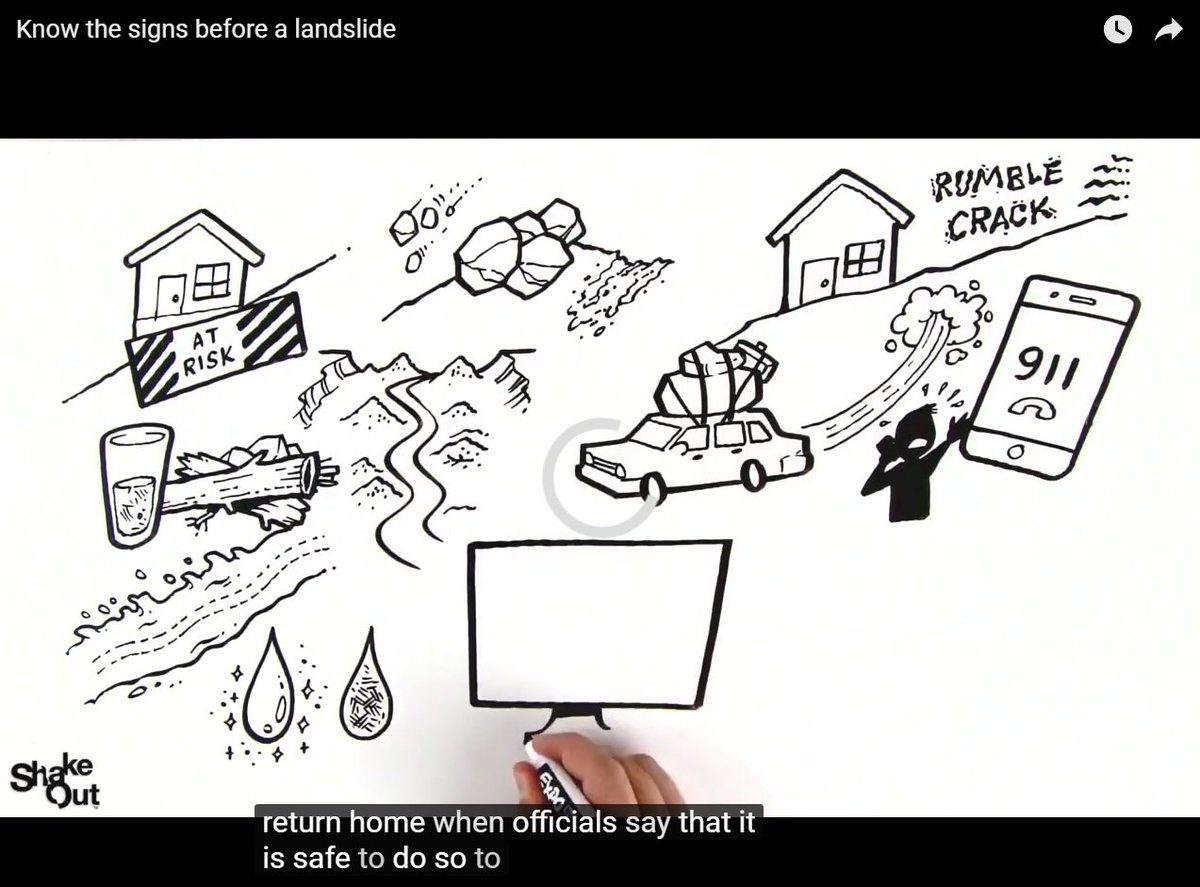 Know the signs before a landslide
RUMBLE
CRACK
AT
RISK
911
EXPO
Shake
Out
return home when officials say that it
is safe to do so to